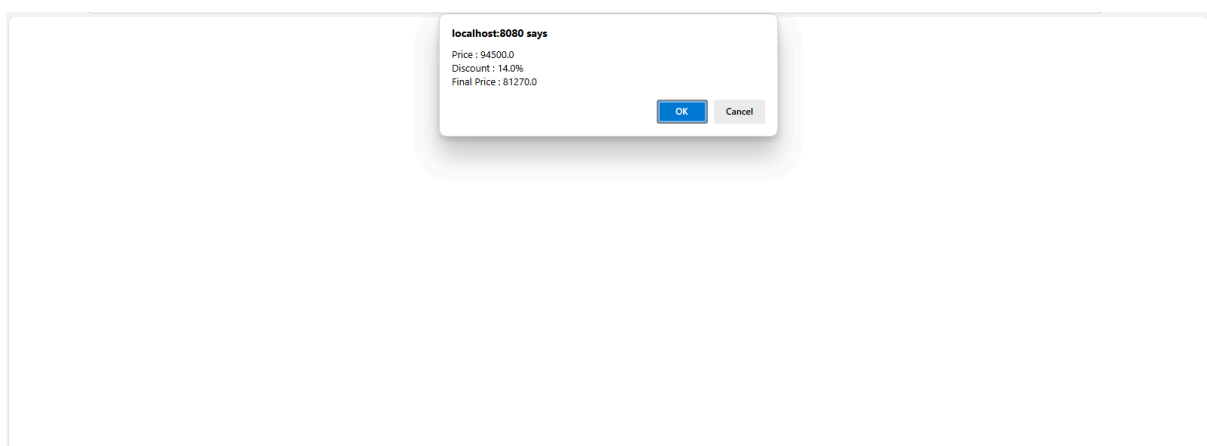 localhost:8080 says
Price : 94500.0
Discount : 14.0%
Final Price : 81270.0
OK
Cancel